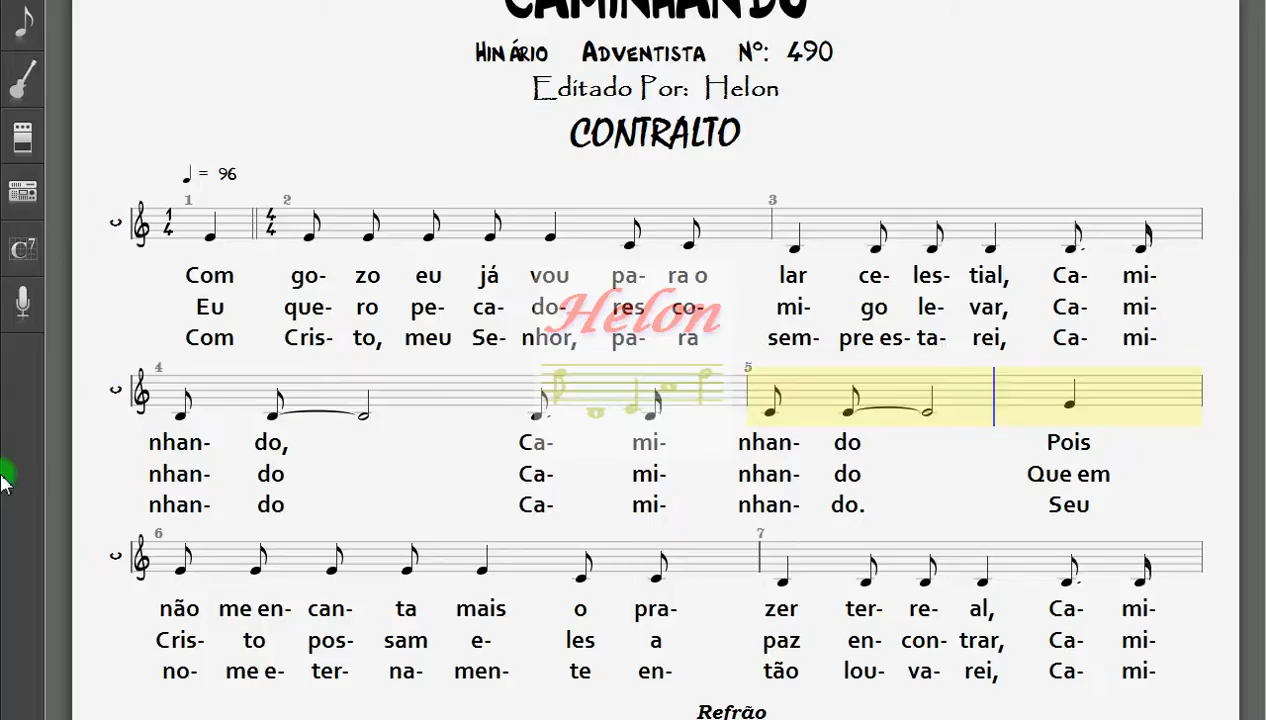 CAMINHANDO
Hinário Adventista Nº: 490
Editado Por: Helon
CONTRALTO
= 96
1 2 3
1 4 4 4
Com go- zo eu já vou pa- ra o lar ce- les- tial, Ca- mi-
Eu que- ro pe- ca- do- res co- mi- go le- var, Ca- mi-
Com Cris- to, meu Se- nhor, pa- ra sem- pre es- ta- rei, Ca- mi-
Helon
4 5
nhan- do, Ca- mi- nhan- do Pois
nhan- do Ca- mi- nhan- do Que em
nhan- do Ca- mi- nhan- do. Seu
6 7
não me en- can- ta mais o pra- zer ter- re- al, Ca- mi-
Cris- to pos- sam e- les a paz en- con- trar, Ca- mi-
no- me e- ter- na- men- te en- tão lou- va- rei, Ca- mi-
Refrão
C7